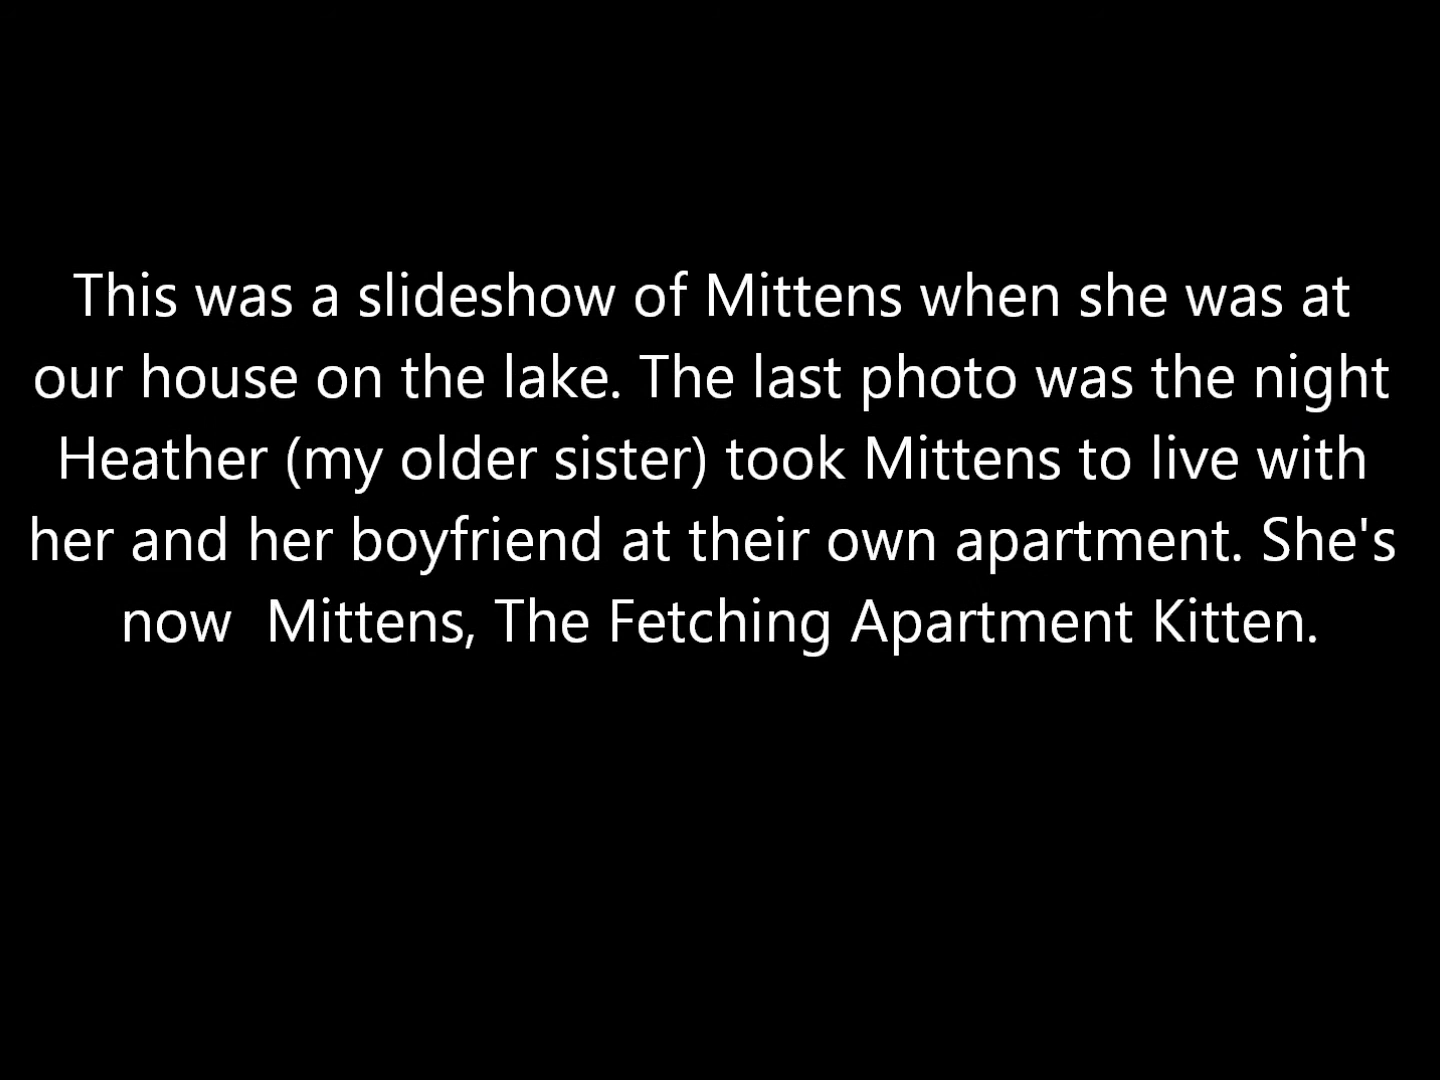 This was a slideshow of Mittens when she was at
our house on the lake. The last photo was the night
Heather (my older sister) took Mittens to live with
her and her boyfriend at their own apartment. She's
now  Mittens, The Fetching Apartment Kitten.